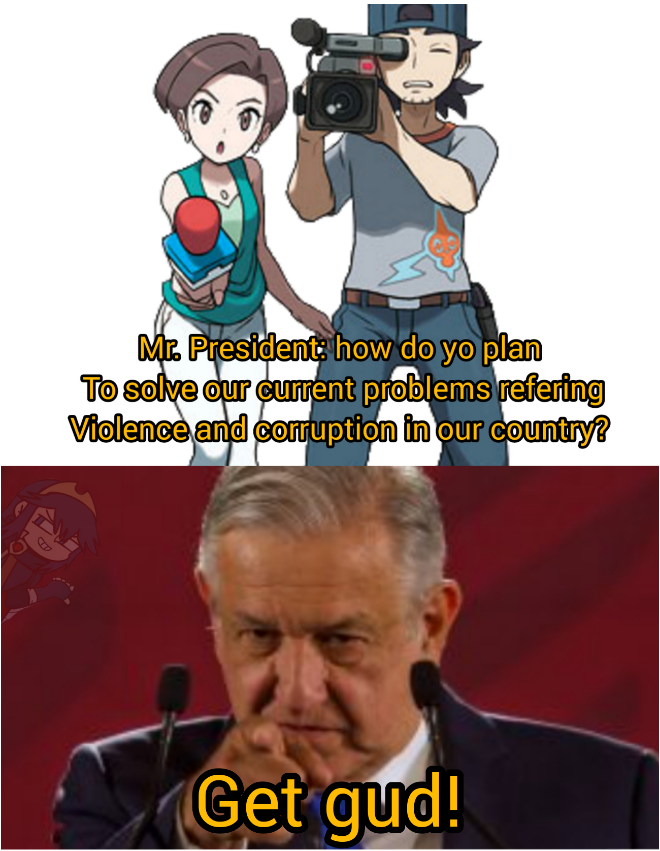 Mr. President: how do yo plan
To solve our current problems refering
Violence and corruption in our country?
Get gud!